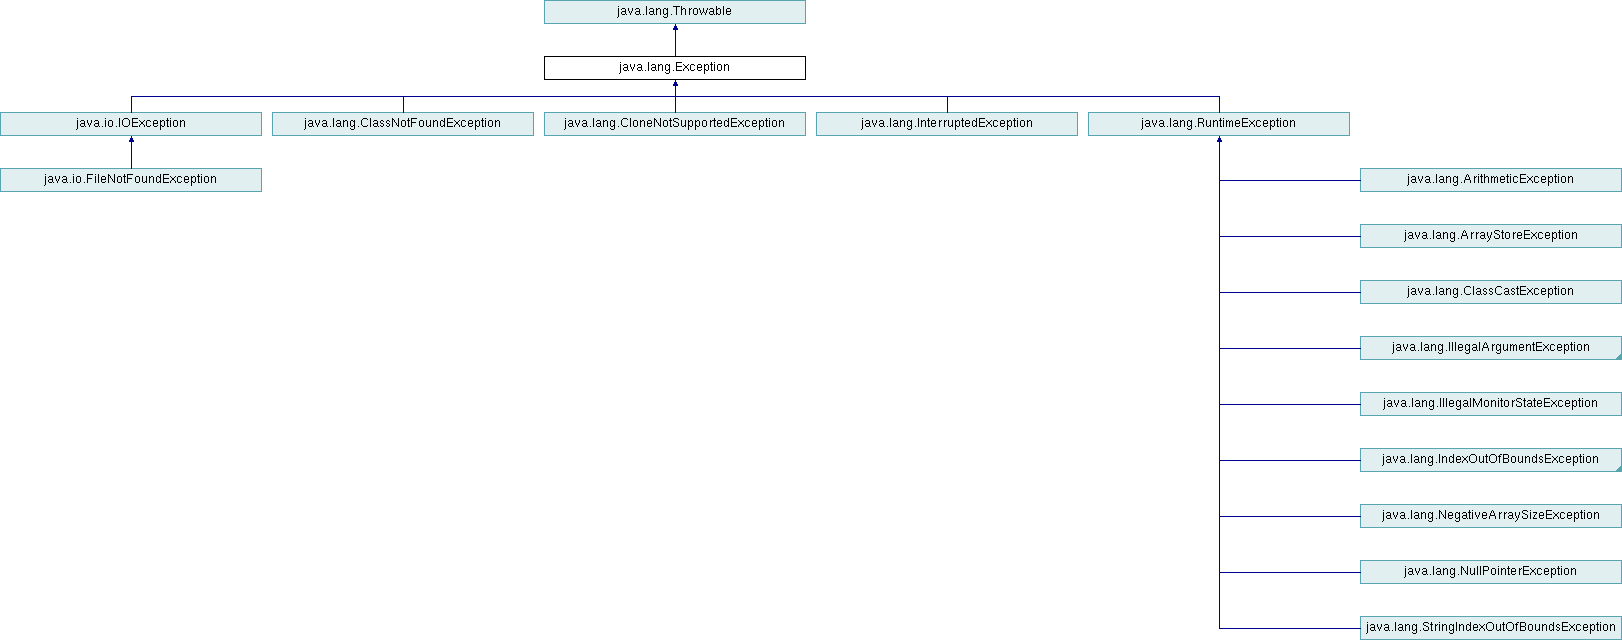 java.lang.Throwable
java.lang.Exception
java.io.IOException
java.lang.ClassNotFoundException
java.lang.CloneNotSupportedException
java.lang.InterruptedException
java.lang.RuntimeException
java.io.FileNotFoundException
java.lang.ArithmeticException
java.lang.ArrayStoreException
java.lang.ClassCastException
java.lang.IllegalArgumentException
java.lang.IllegalMonitorStateException
java.lang.IndexOutOfBoundsException
java.lang.NegativeArraySizeException
java.lang.NullPointerException
java.lang.StringIndexOutOfBoundsException